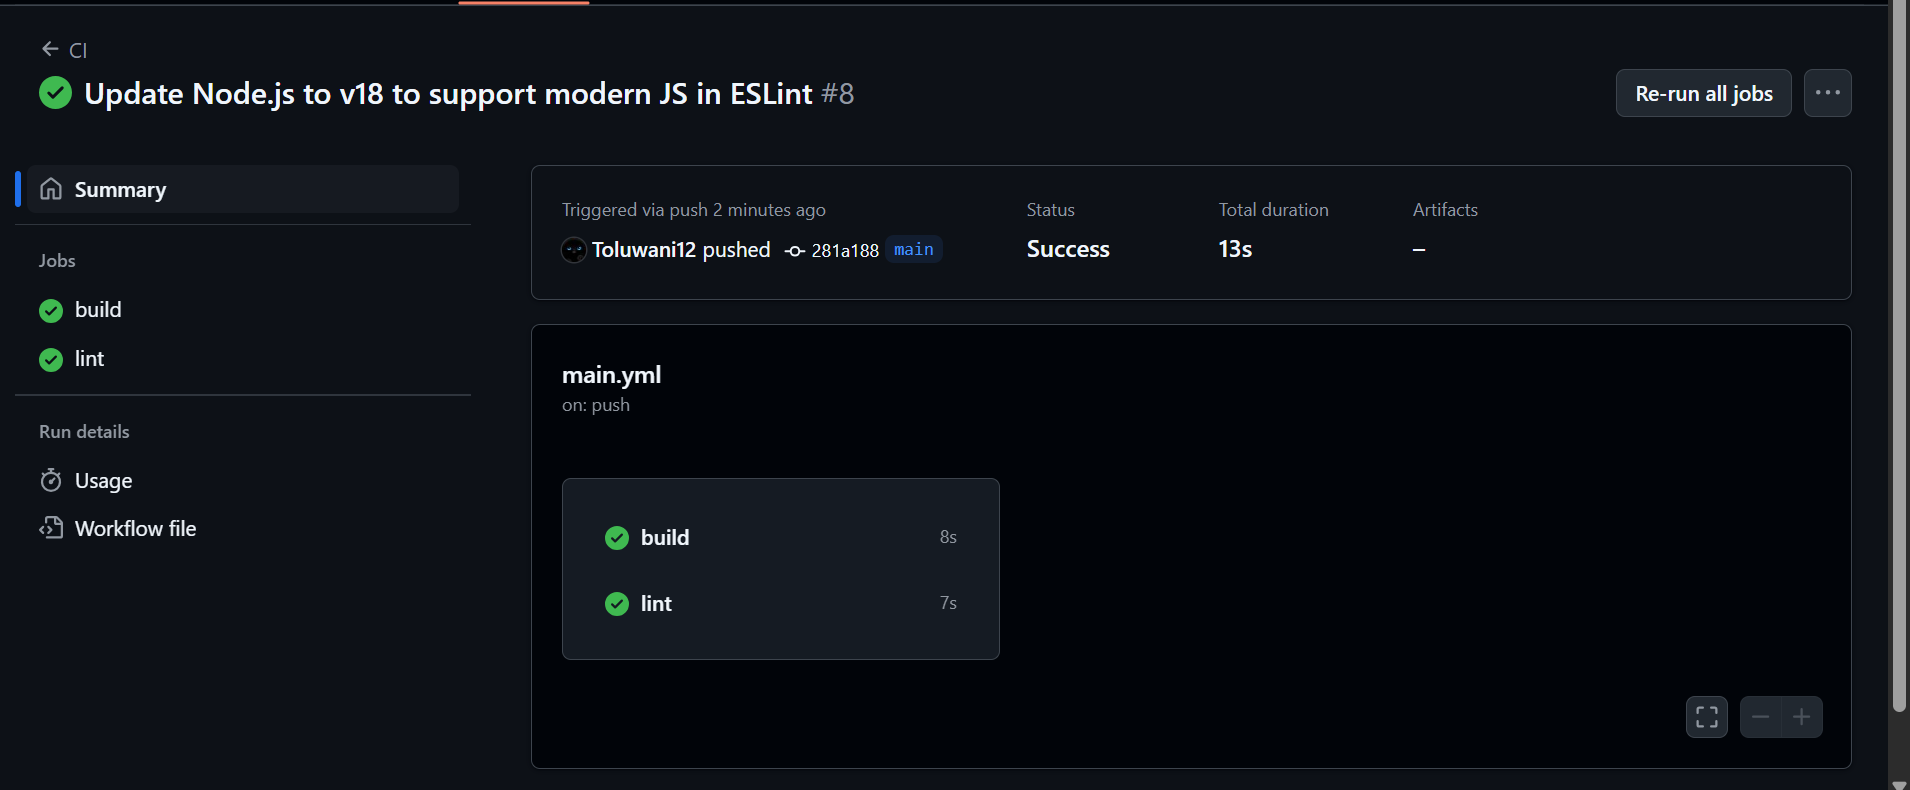 CI
Update Node.js to v18 to support modern JS in ESLint #8
Re-run all jobs
Summary
Jobs
build
lint
Run details
Usage
Workflow file
Triggered via push 2 minutes ago
Toluwani12 pushed 281a188 main
Status
Success
Total duration
13s
Artifacts
–
main.yml
on: push
build 8s
lint 7s